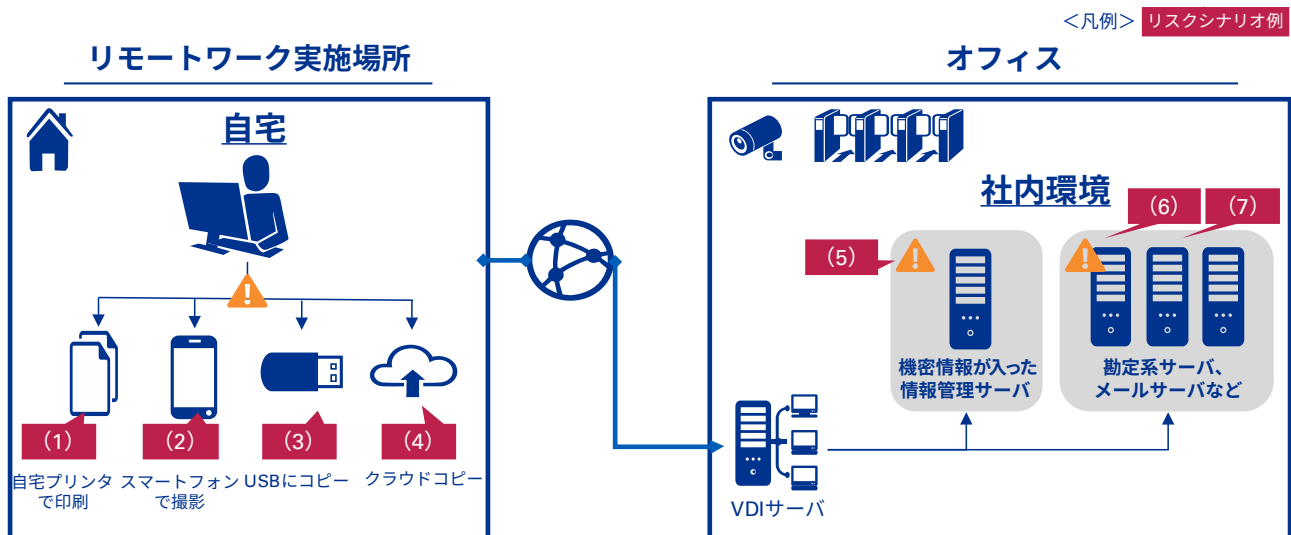 ＜凡例＞ リスクシナリオ例
リモートワーク実施場所
オフィス
自宅
社内環境
（1）
（2）
（3）
（4）
（5）
（6）
（7）
自宅プリンタ
で印刷
スマートフォン
で撮影
USBにコピー
クラウドコピー
機密情報が入った
情報管理サーバ
勘定系サーバ、
メールサーバなど
VDIサーバ